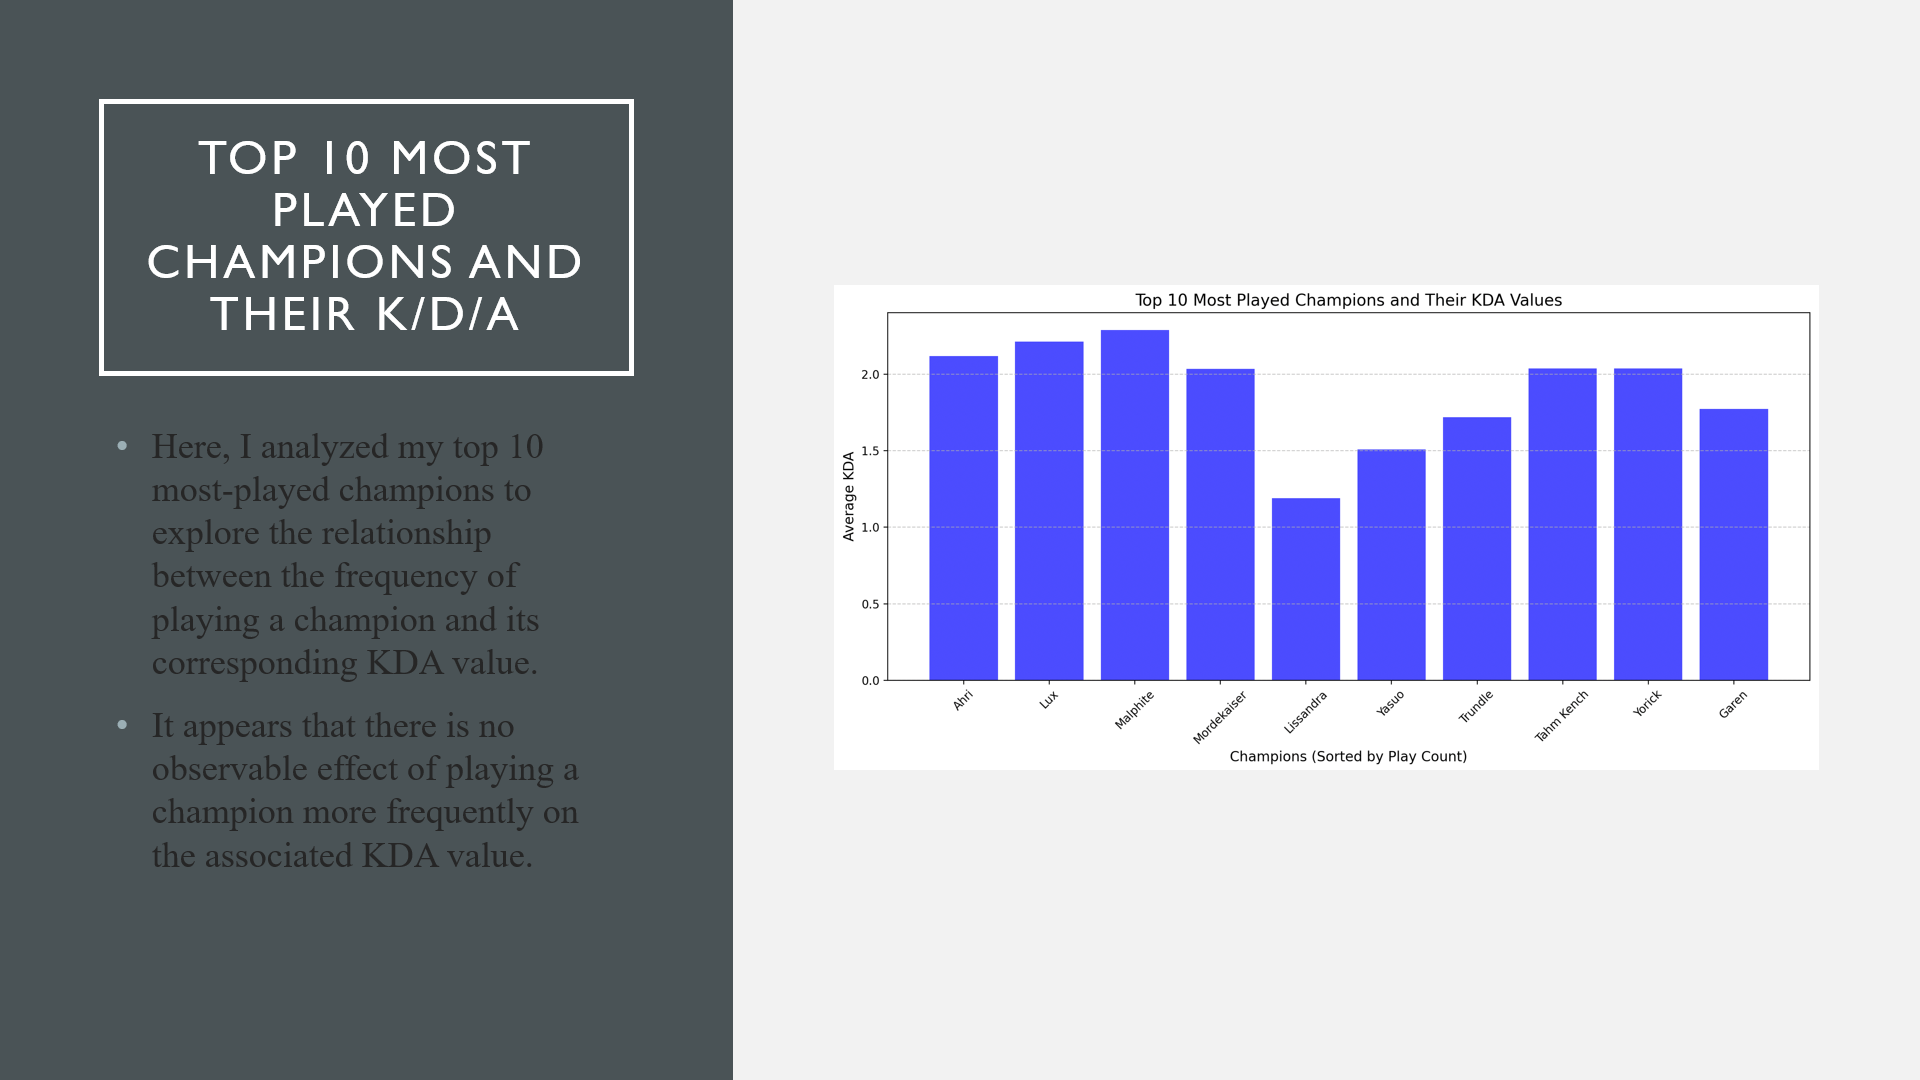 TOP 10 MOST
PLAYED
CHAMPIONS AND
THEIR K/D/A
• Here, I analyzed my top 10
most-played champions to
explore the relationship
between the frequency of
playing a champion and its
corresponding KDA value.
• It appears that there is no
observable effect of playing a
champion more frequently on
the associated KDA value.
Top 10 Most Played Champions and Their KDA Values
Average KDA
2.0
1.5
1.0
0.5
0.0
Ahri
Lux
Malphite
Mordekaiser
Lissandra
Yasuo
Trundle
Tahm Kench
Yorick
Garen
Champions (Sorted by Play Count)